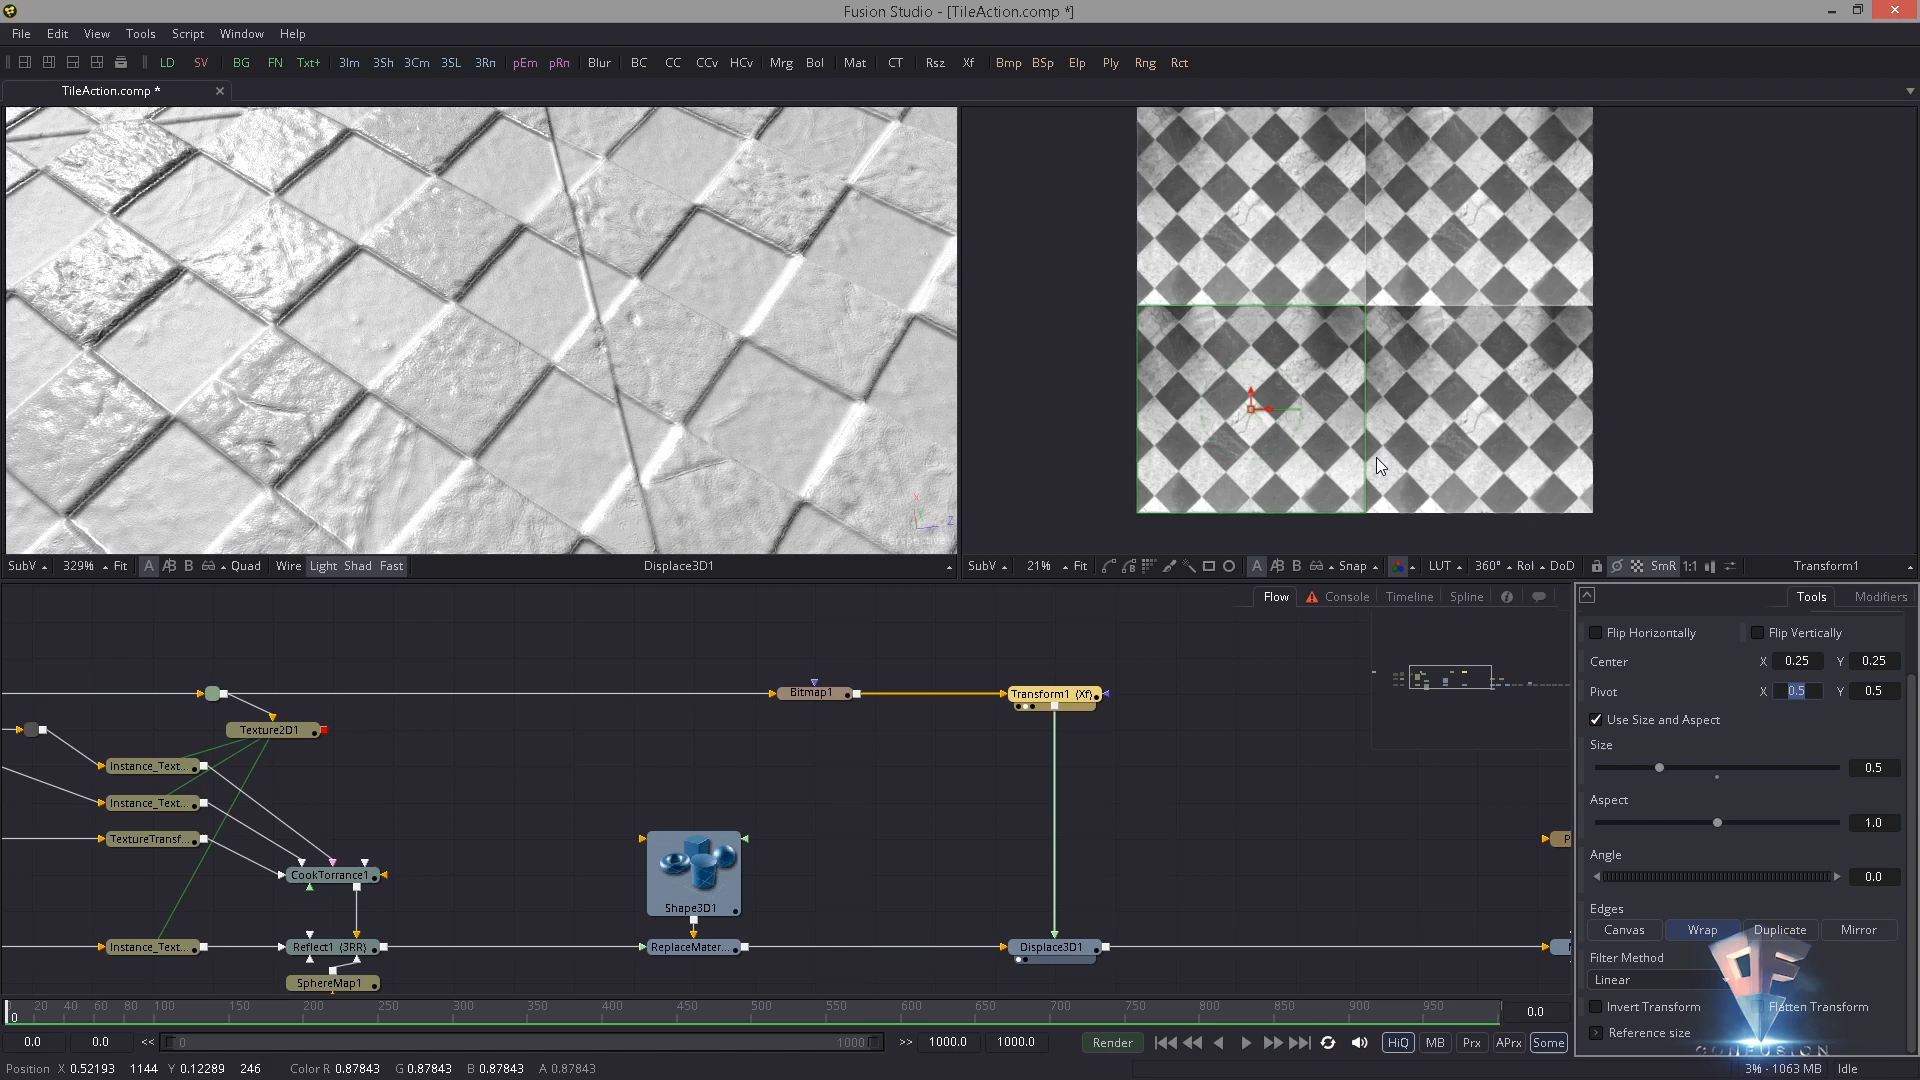 Fusion Studio - [TileAction.comp *]
File Edit View Tools Script Window Help
LD SV BG FN Txt+ 3Im 3Sh 3Cm 3SL 3Rn pEm pRn Blur BC CC CCv HCv Mrg Bol Mat CT Rsz Xf Bmp BSp Elp Ply Rng Rct
TileAction.comp *
X
Y
Z
Perspective
SubV 329% Fit A A|B B Quad Wire Light Shad Fast Displace3D1
SubV 21% Fit A A|B B Snap LUT 360° RoI DoD SmR 1:1 Transform1
Flow Console Timeline Spline
Tools Modifiers
Flip Horizontally Flip Vertically
Center X 0.25 Y 0.25
Pivot X 0.5 Y 0.5
Use Size and Aspect
Size
0.5
Aspect
1.0
Angle
0.0
Edges
Canvas Wrap Duplicate Mirror
Filter Method
Linear
Invert Transform Flatten Transform
Reference size
Bitmap1
Transform1 (Xf)
Texture2D1
Instance_Text...
Instance_Text...
TextureTransf...
CookTorrance1
Shape3D1
Instance_Text...
Reflect1 (3RR)
ReplaceMater...
Displace3D1
SphereMap1
0 20 40 60 80 100 150 200 250 300 350 400 450 500 550 600 650 700 750 800 850 900 950
0.0
0.0 0.0 << 0 1000 >> 1000.0 1000.0 Render HiQ MB Prx APrx Some
CONFUSION
Position X 0.52193 1144 Y 0.12289 246 Color R 0.87843 G 0.87843 B 0.87843 A 0.87843
3% - 1063 MB Idle